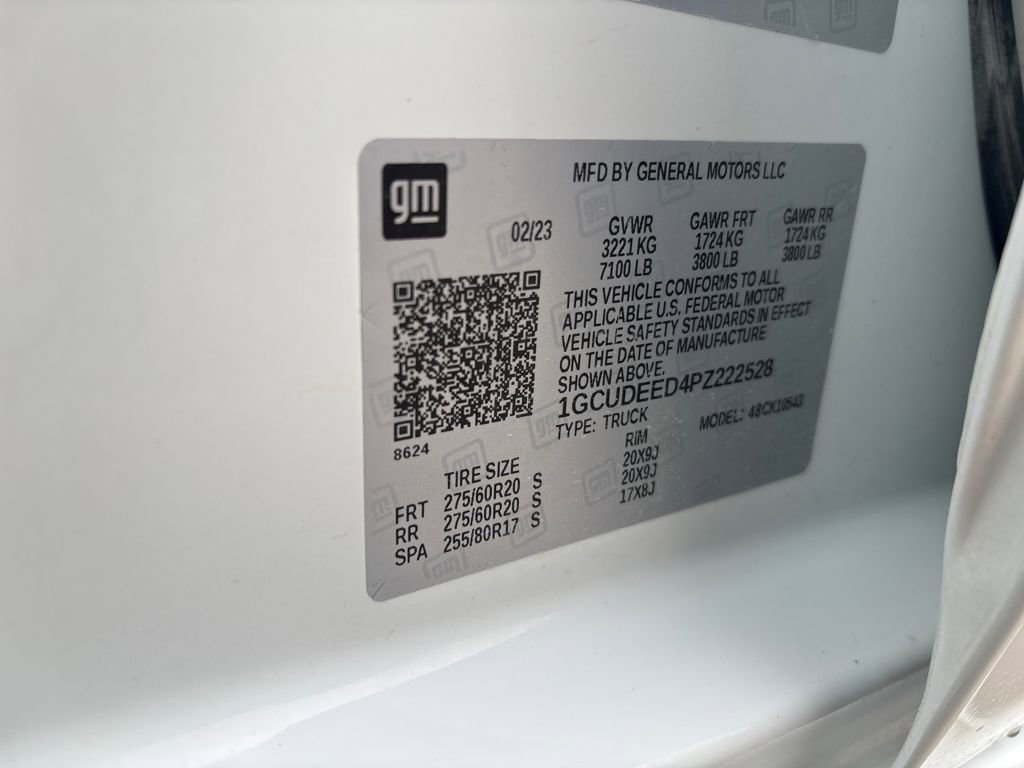 gm
MFD BY GENERAL MOTORS LLC
02/23
GVWR GAWR FRT GAWR RR
3221 KG 1724 KG 1724 KG
7100 LB 3800 LB 3800 LB
THIS VEHICLE CONFORMS TO ALL
APPLICABLE U.S. FEDERAL MOTOR
VEHICLE SAFETY STANDARDS IN EFFECT
ON THE DATE OF MANUFACTURE
SHOWN ABOVE.
1GCUDEED4PZ222528
TYPE: TRUCK MODEL: 48CK10543
8624
TIRE SIZE RIM
FRT 275/60R20 S 20X9J
RR 275/60R20 S 20X9J
SPA 255/80R17 S 17X8J